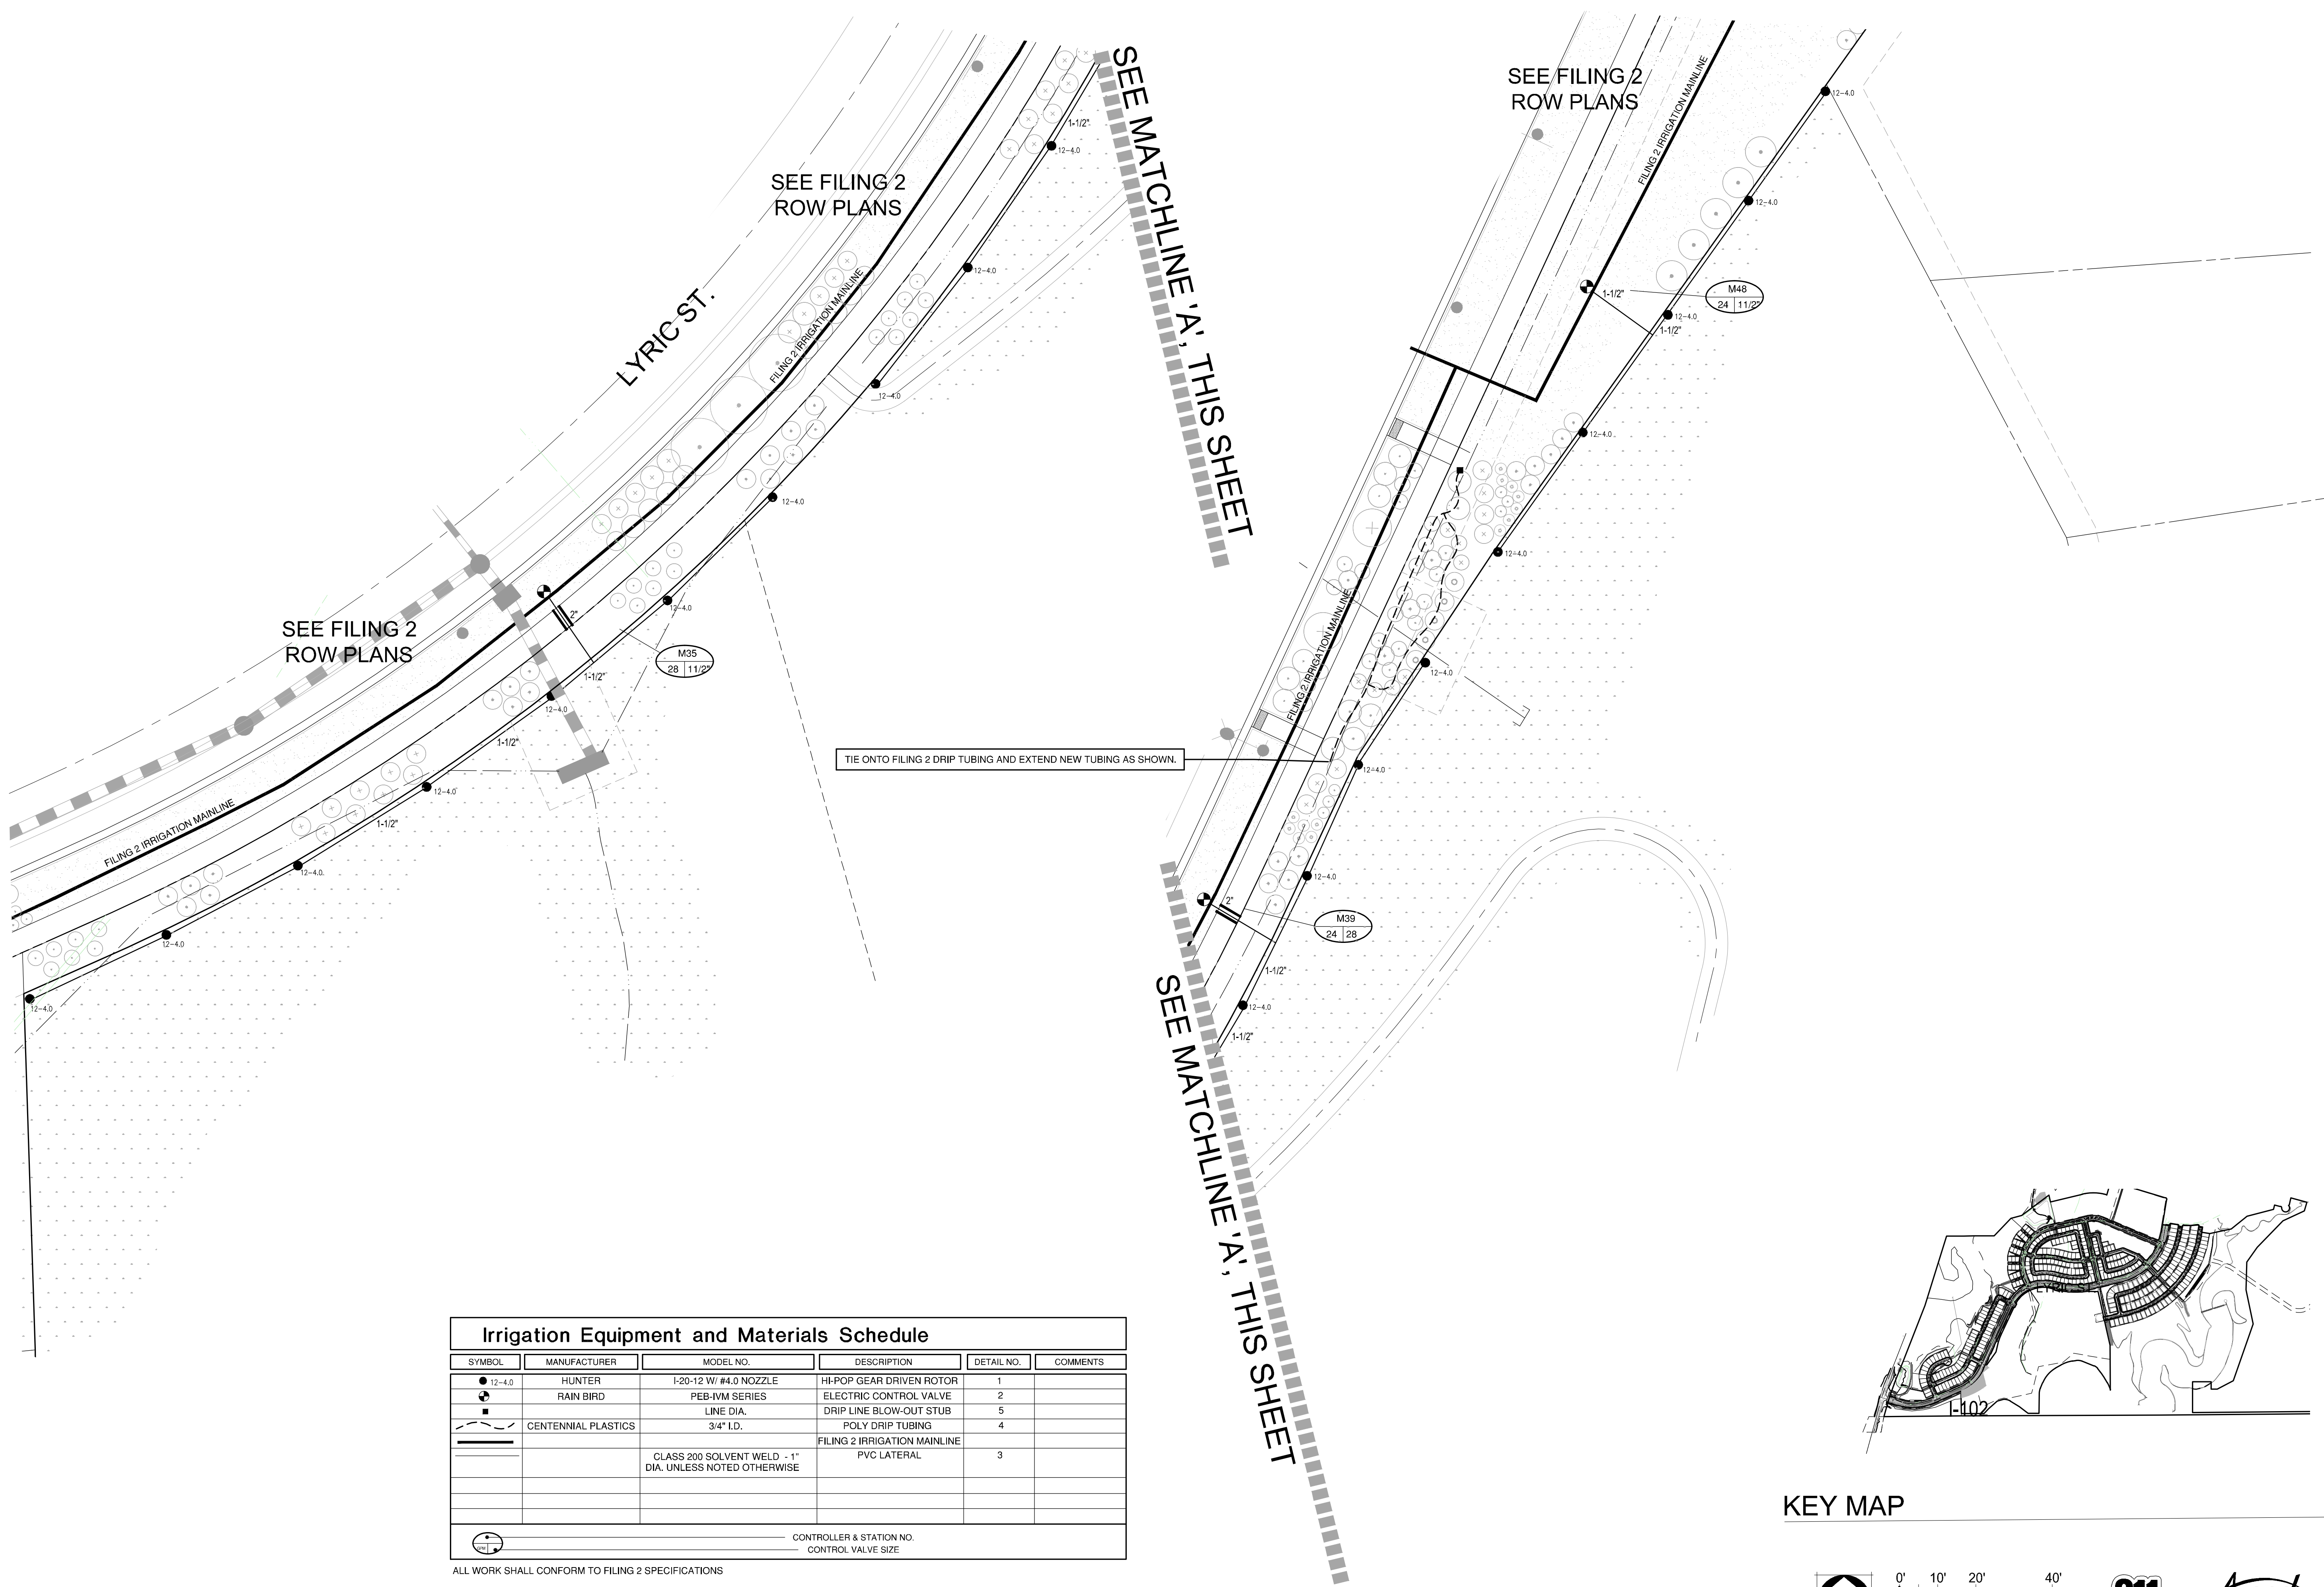 SEE FILING 2
ROW PLANS
FILING 2 IRRIGATION MAINLINE
LYRIC ST.
1-1/2"
12-4.0
12-4.0
12-4.0
12-4.0
12-4.0
2"
M35
28 11/2"
1-1/2"
12-4.0
1-1/2"
12-4.0
1-1/2"
12-4.0
12-4.0
12-4.0
SEE FILING 2
ROW PLANS
FILING 2 IRRIGATION MAINLINE
SEE MATCHLINE 'A', THIS SHEET
SEE FILING 2
ROW PLANS
FILING 2 IRRIGATION MAINLINE
12-4.0
12-4.0
M48
24 11/2"
1-1/2"
12-4.0
1-1/2"
12-4.0
12-4.0
12-4.0
FILING 2 IRRIGATION MAINLINE
TIE ONTO FILING 2 DRIP TUBING AND EXTEND NEW TUBING AS SHOWN.
12-4.0
12-4.0
2"
M39
24 28
1-1/2"
12-4.0
1-1/2"
SEE MATCHLINE 'A', THIS SHEET
Irrigation Equipment and Materials Schedule
SYMBOL MANUFACTURER MODEL NO. DESCRIPTION DETAIL NO. COMMENTS
12-4.0 HUNTER I-20-12 W/ #4.0 NOZZLE HI-POP GEAR DRIVEN ROTOR 1
RAIN BIRD PEB-IVM SERIES ELECTRIC CONTROL VALVE 2
LINE DIA. DRIP LINE BLOW-OUT STUB 5
CENTENNIAL PLASTICS 3/4" I.D. POLY DRIP TUBING 4
FILING 2 IRRIGATION MAINLINE
CLASS 200 SOLVENT WELD - 1" PVC LATERAL 3
DIA. UNLESS NOTED OTHERWISE
CONTROLLER & STATION NO.
GPM
CONTROL VALVE SIZE
ALL WORK SHALL CONFORM TO FILING 2 SPECIFICATIONS
I-102
KEY MAP
0' 10' 20' 40'
811